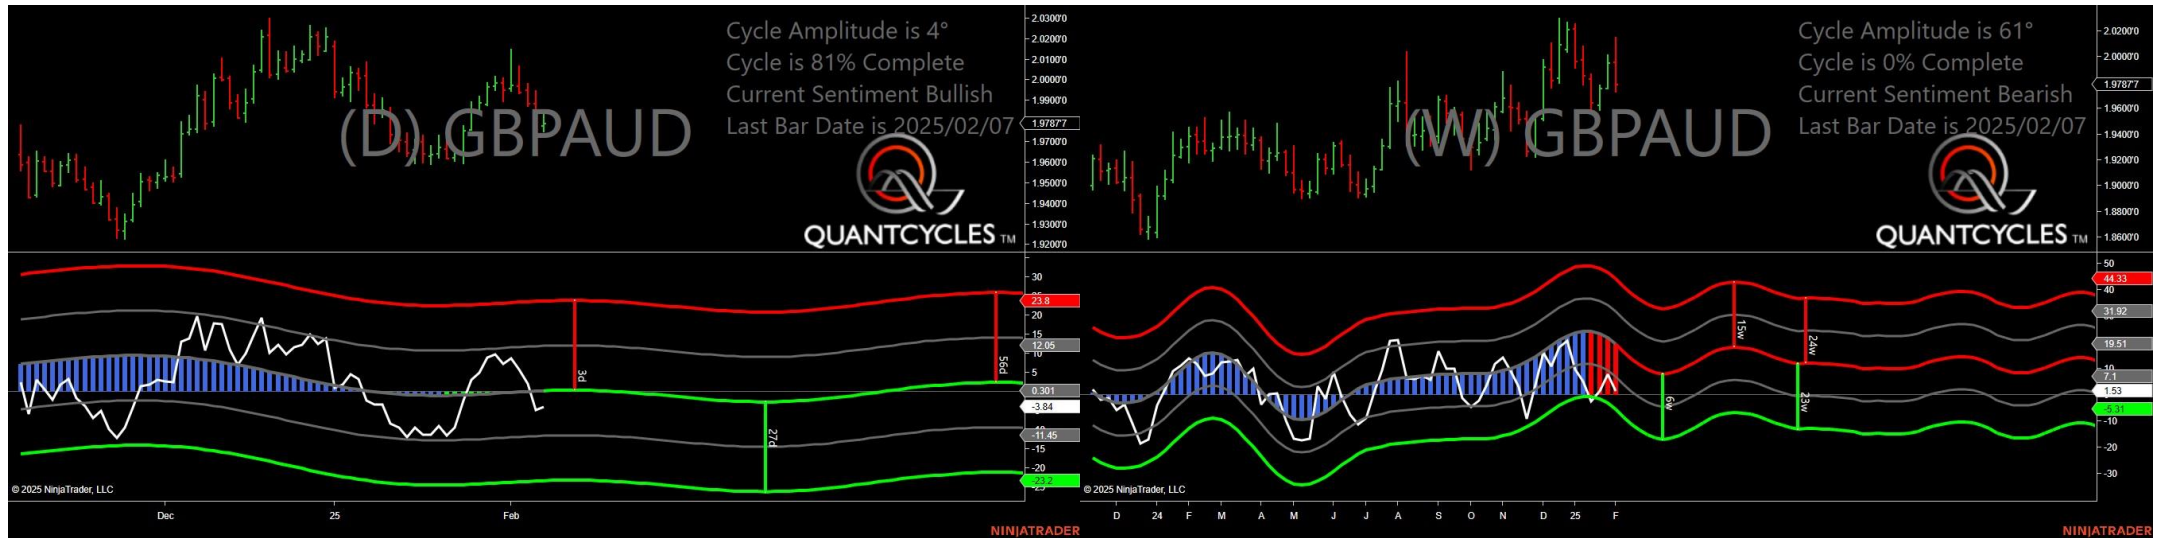 Cycle Amplitude is 4°
Cycle is 81% Complete
Current Sentiment Bullish
Last Bar Date is 2025/02/07
(D) GBPAUD
QUANTCYCLES TM
2.0300'0
2.0200'0
2.0100'0
2.0000'0
1.9900'0
1.9787'7
1.9700'0
1.9600'0
1.9500'0
1.9400'0
1.9300'0
1.9200'0
30
23.8
20
15
12.05
10
5
0.301
-3.84
-11.45
-15
-20
-23.2
3d
27d
56d
© 2025 NinjaTrader, LLC
Dec
25
Feb
NINJATRADER
Cycle Amplitude is 61°
Cycle is 0% Complete
Current Sentiment Bearish
Last Bar Date is 2025/02/07
(W) GBPAUD
QUANTCYCLES TM
2.0200'0
2.0000'0
1.9787'7
1.9600'0
1.9400'0
1.9200'0
1.9000'0
1.8800'0
1.8600'0
50
44.33
40
31.92
19.51
10
7.1
1.53
-5.31
-10
-20
-30
6w
15w
23w
24w
© 2025 NinjaTrader, LLC
D 24 F M A M J J A S O N D 25 F
NINJATRADER